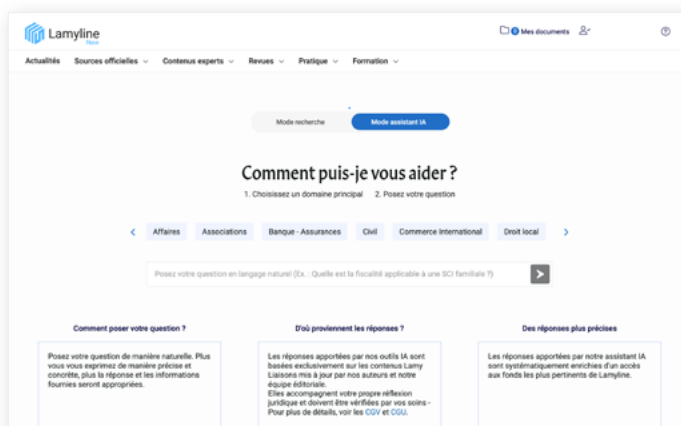 Lamyline
New
0 Mes documents
Actualités Sources officielles Contenus experts Revues Pratique Formation
Mode recherche Mode assistant IA
Comment puis-je vous aider ?
1. Choisissez un domaine principal 2. Posez votre question
Affaires Associations Banque - Assurances Civil Commerce International Droit local
Posez votre question en langage naturel (Ex. : Quelle est la fiscalité applicable à une SCI familiale ?)
Comment poser votre question ?
Posez votre question de manière naturelle. Plus
vous vous exprimez de manière précise et
concrète, plus la réponse et les informations
fournies seront appropriées.
D'où proviennent les réponses ?
Les réponses apportées par nos outils IA sont
basées exclusivement sur les contenus Lamy
Liaisons mis à jour par nos auteurs et notre
équipe éditoriale.
Elles accompagnent votre propre réflexion
juridique et doivent être vérifiées par vos soins -
Pour plus de détails, voir les CGV et CGU.
Des réponses plus précises
Les réponses apportées par notre assistant IA
sont systématiquement enrichies d'un accès
aux fonds les plus pertinents de Lamyline.